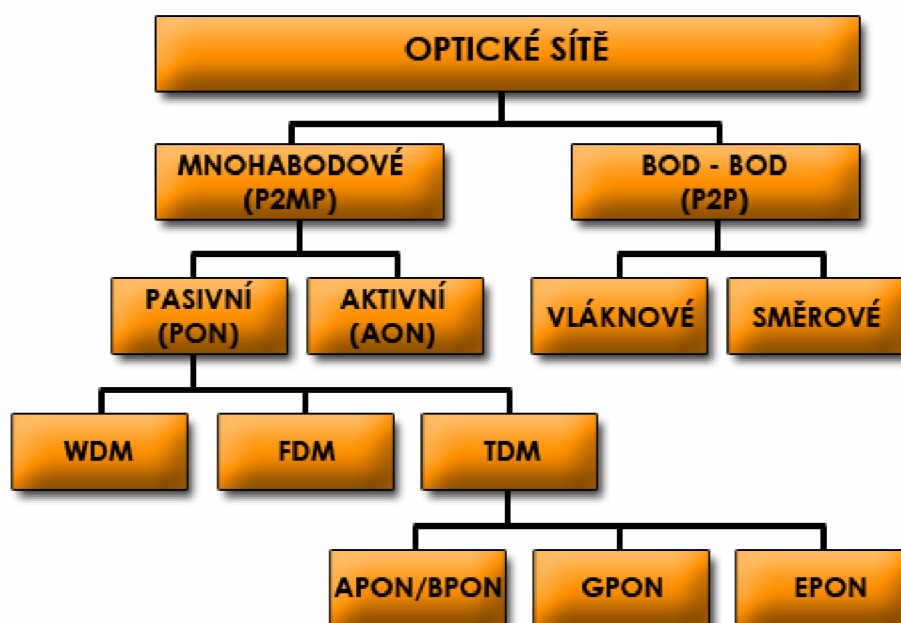 OPTICKÉ SÍTĚ
MNOHABODOVÉ
(P2MP)
BOD - BOD
(P2P)
PASIVNÍ
(PON)
AKTIVNÍ
(AON)
VLÁKNOVÉ
SMĚROVÉ
WDM
FDM
TDM
APON/BPON
GPON
EPON